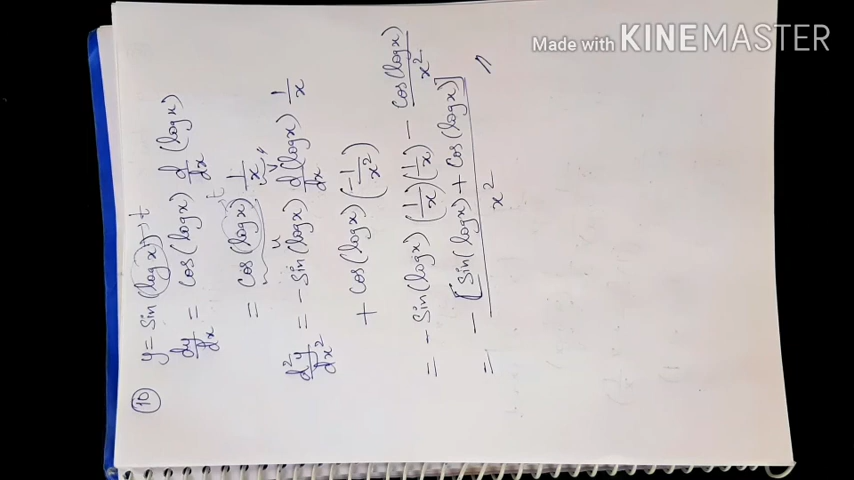 Made with KINEMASTER
(10) y = sin(log x) → t
dy/dx = cos(log x) d/dx (log x)
= cos(log x) 1/x
t
u v
d²y/dx² = - sin(log x) d(log x)/dx 1/x
+ cos(log x) (-1/x²)
= - sin(log x) (1/x) (1/x) - cos(log x)/x²
= - [sin(log x) + cos(log x)]/x² //